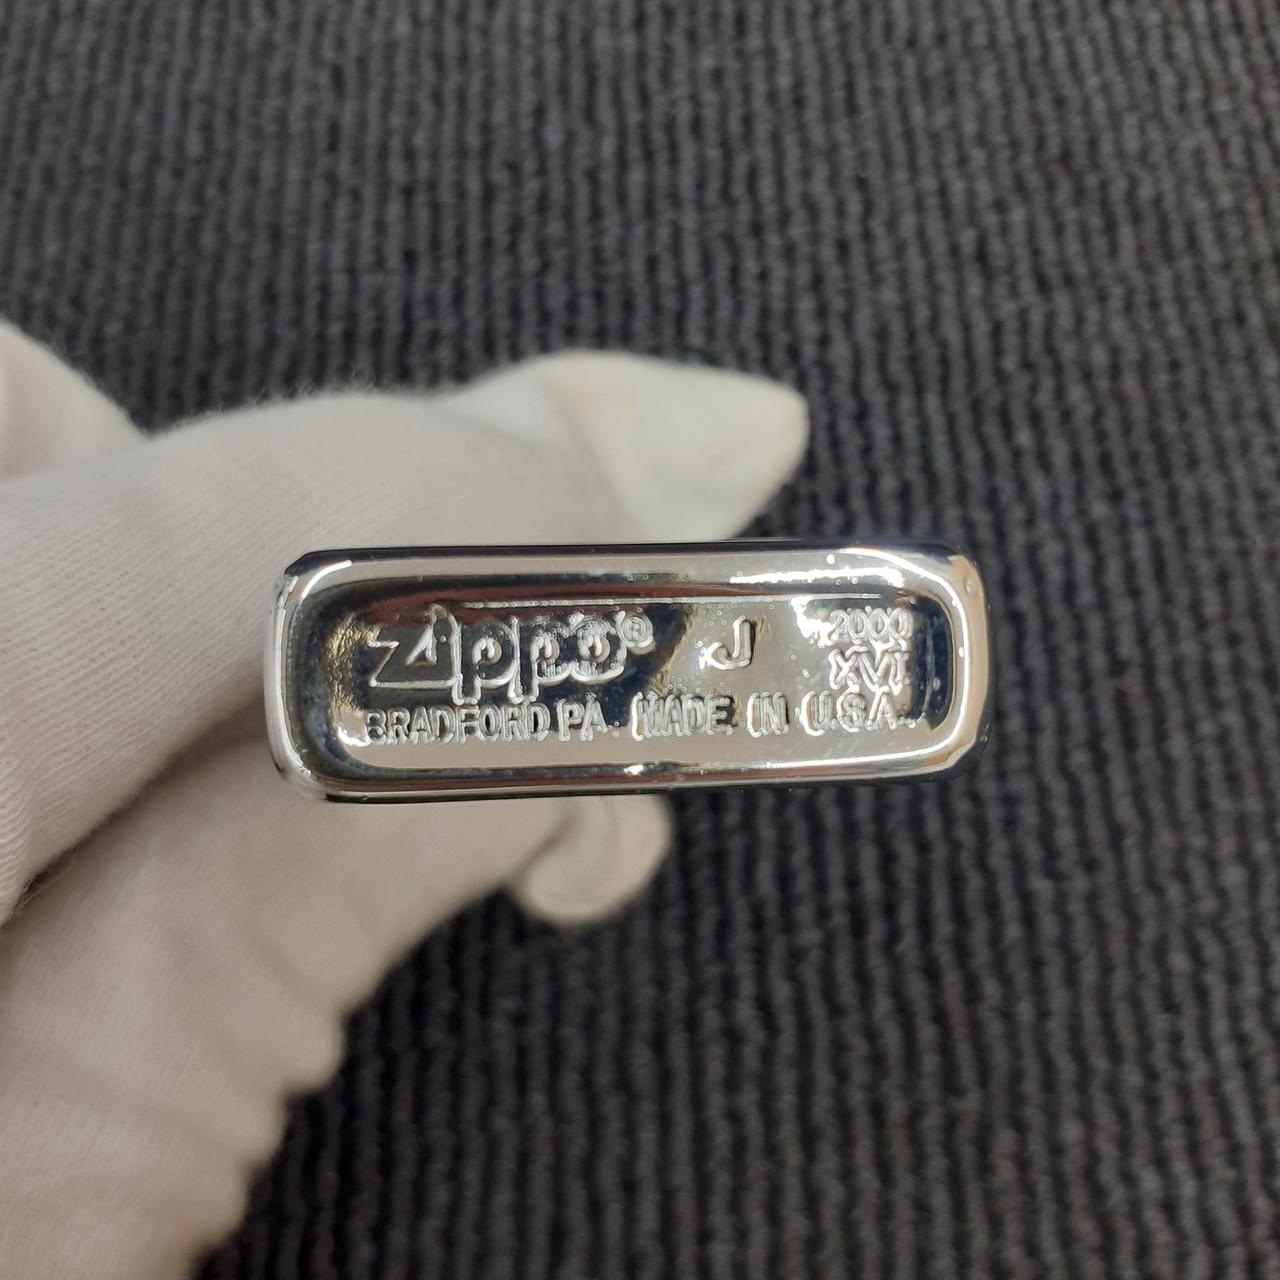 Zippo® J 2000
XVI
BRADFORD PA. MADE IN U.S.A.